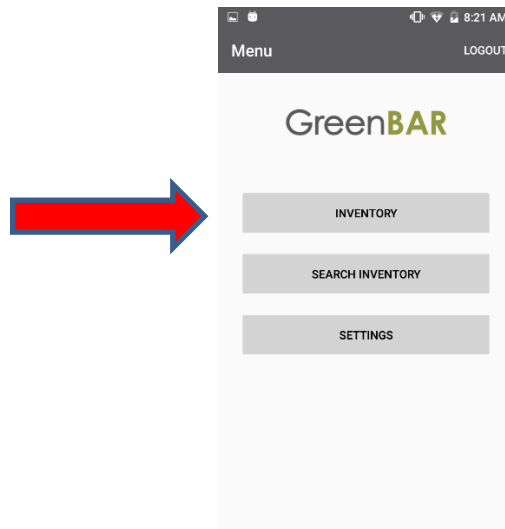 8:21 AM
Menu LOGOUT
GreenBAR
INVENTORY
SEARCH INVENTORY
SETTINGS